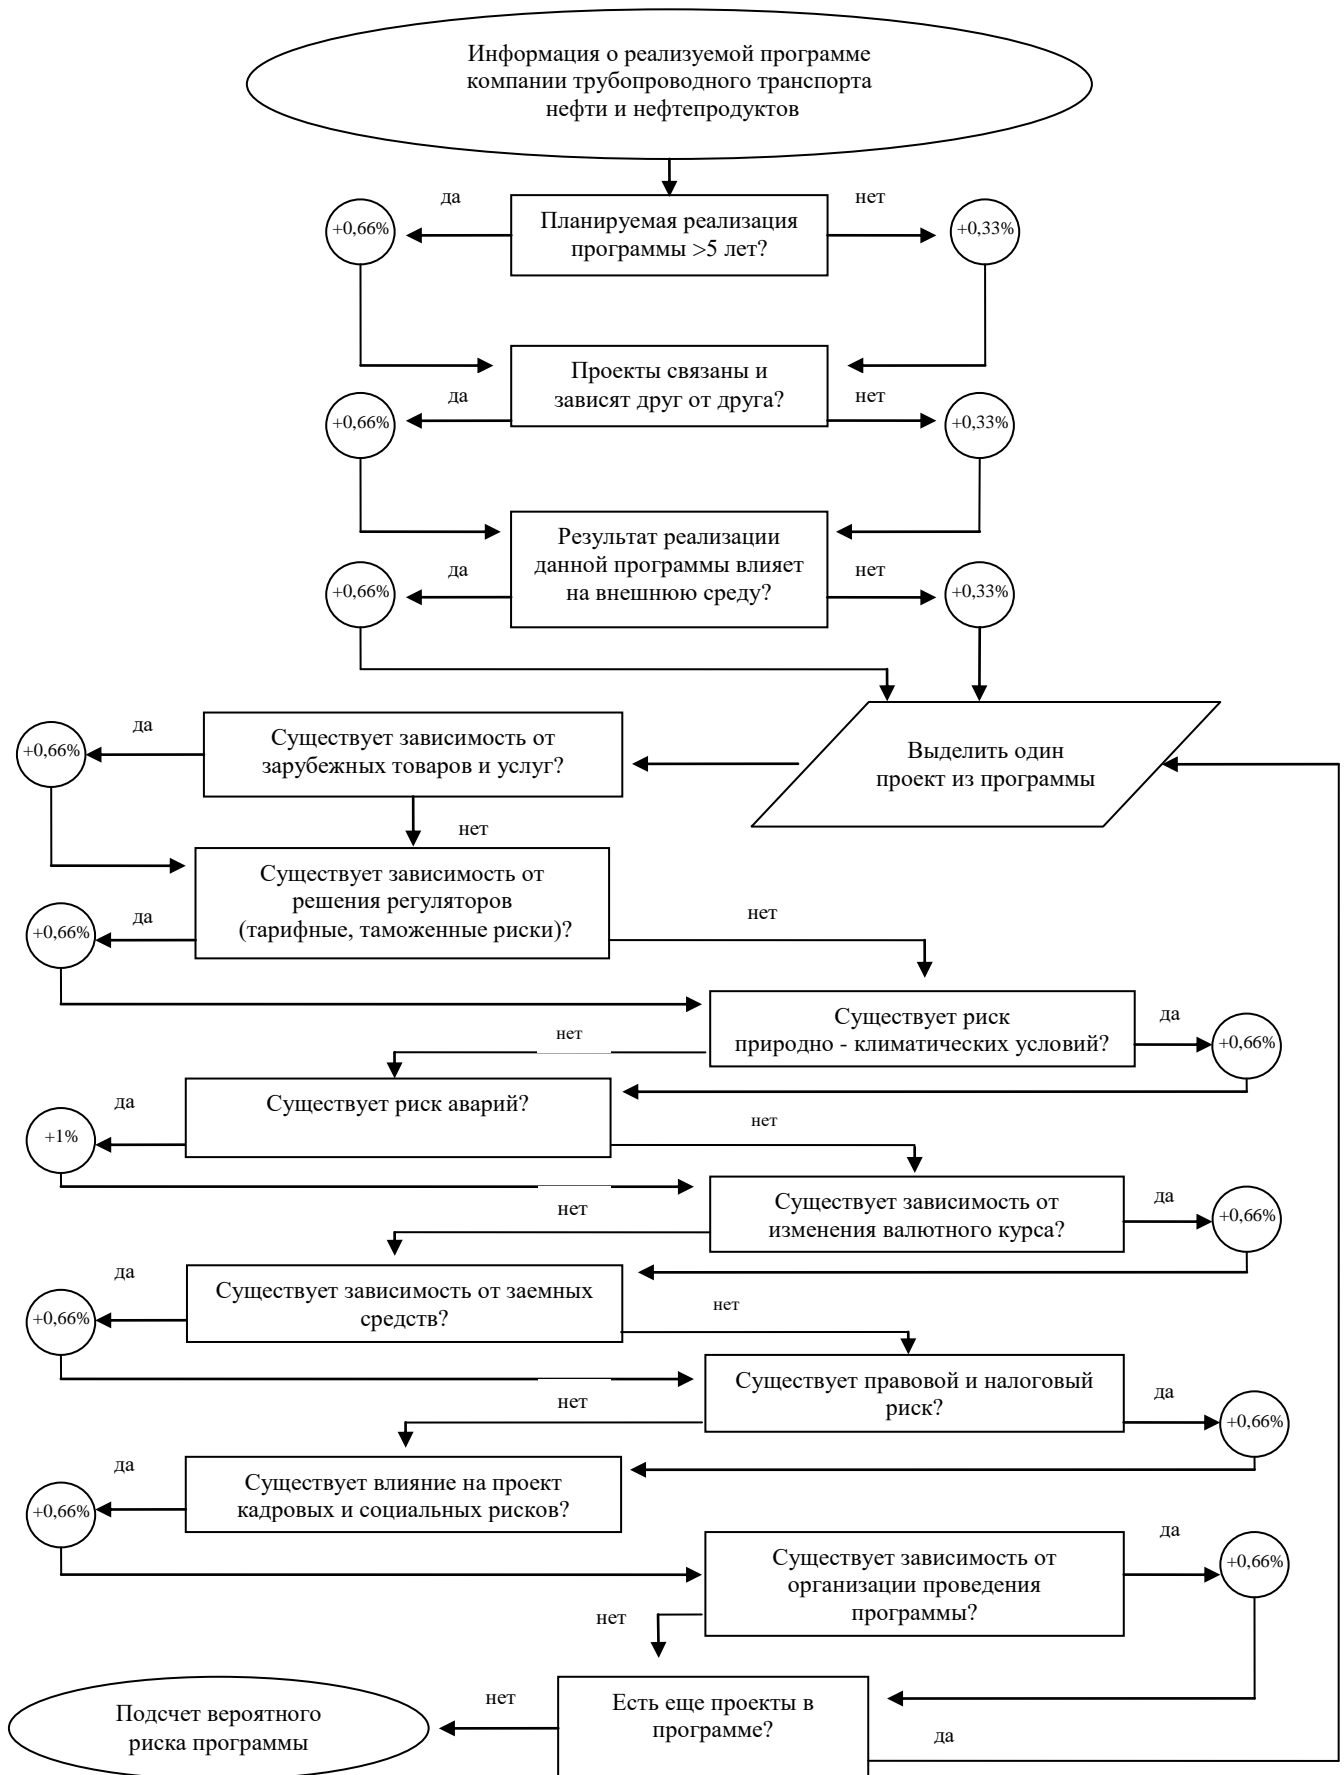 Информация о реализуемой программе
компании трубопроводного транспорта
нефти и нефтепродуктов
да
нет
+0,66%
Планируемая реализация
программы >5 лет?
+0,33%
Проекты связаны и
зависят друг от друга?
да
нет
+0,66%
+0,33%
Результат реализации
данной программы влияет
на внешнюю среду?
да
нет
+0,66%
+0,33%
Выделить один
проект из программы
да
+0,66%
Существует зависимость от
зарубежных товаров и услуг?
нет
Существует зависимость от
решения регуляторов
(тарифные, таможенные риски)?
да
+0,66%
нет
Существует риск
природно - климатических условий?
да
+0,66%
нет
Существует риск аварий?
да
+1%
нет
Существует зависимость от
изменения валютного курса?
да
+0,66%
нет
Существует зависимость от заемных
средств?
да
+0,66%
нет
Существует правовой и налоговый
риск?
да
+0,66%
нет
Существует влияние на проект
кадровых и социальных рисков?
да
+0,66%
Существует зависимость от
организации проведения
программы?
да
+0,66%
нет
Есть еще проекты в
программе?
нет
да
Подсчет вероятного
риска программы